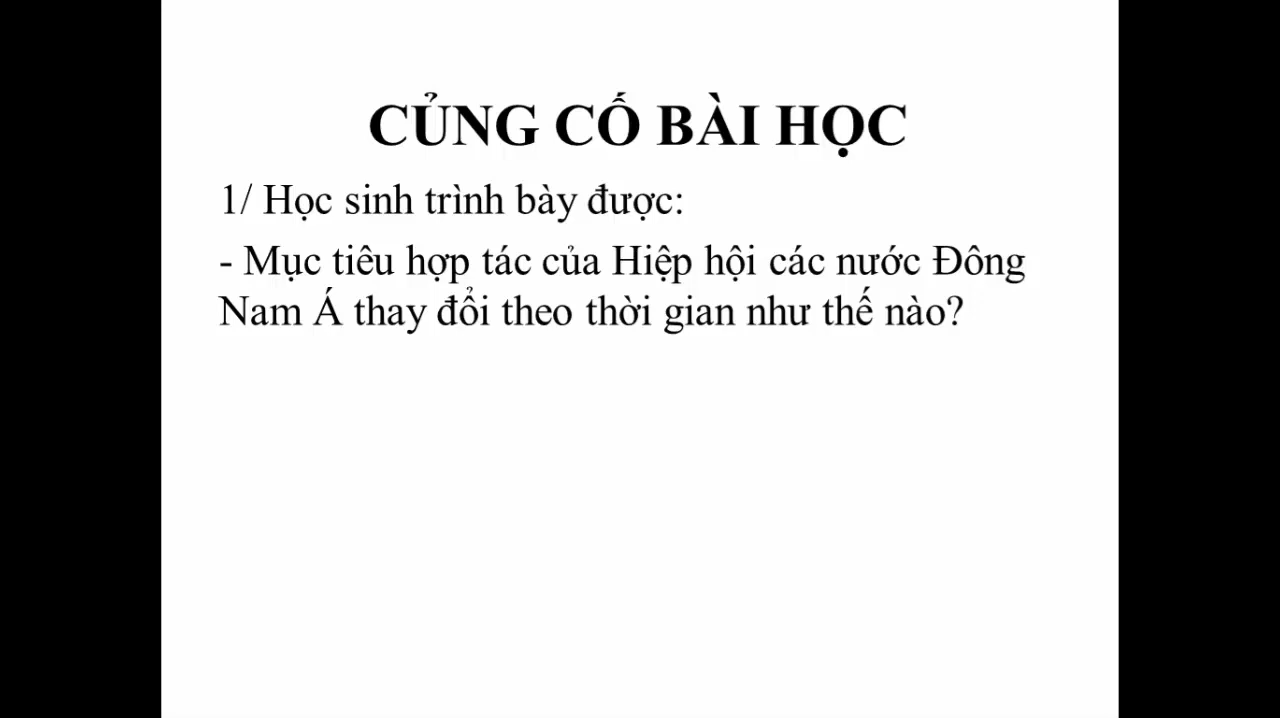 CỦNG CỐ BÀI HỌC
1/ Học sinh trình bày được:
- Mục tiêu hợp tác của Hiệp hội các nước Đông
Nam Á thay đổi theo thời gian như thế nào?